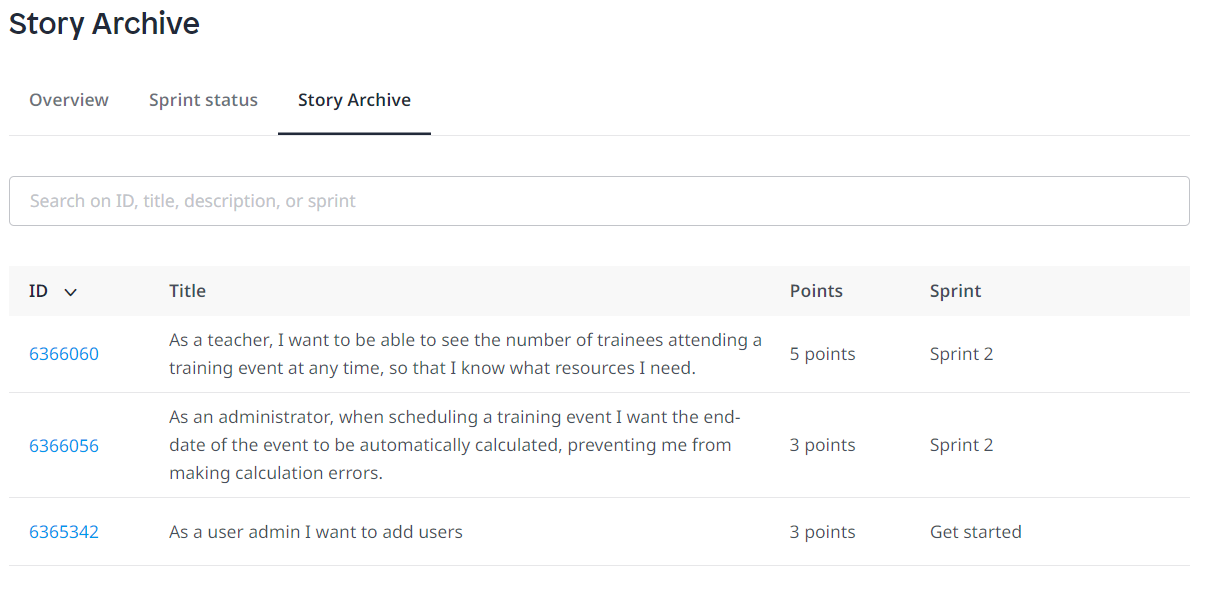 Story Archive
Overview Sprint status Story Archive
Search on ID, title, description, or sprint
ID Title Points Sprint
As a teacher, I want to be able to see the number of trainees attending a
6366060 training event at any time, so that I know what resources I need. 5 points Sprint 2
As an administrator, when scheduling a training event I want the end-
6366056 date of the event to be automatically calculated, preventing me from 3 points Sprint 2
making calculation errors.
6365342 As a user admin I want to add users 3 points Get started